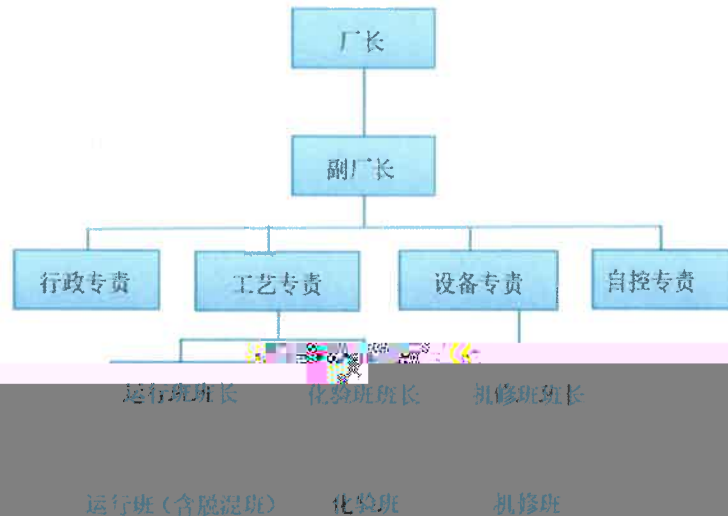 厂长
副厂长
行政专责 工艺专责 设备专责 自控专责
运行班班长 化验班班长 机修班班长
运行班（含脱泥班） 化验班 机修班